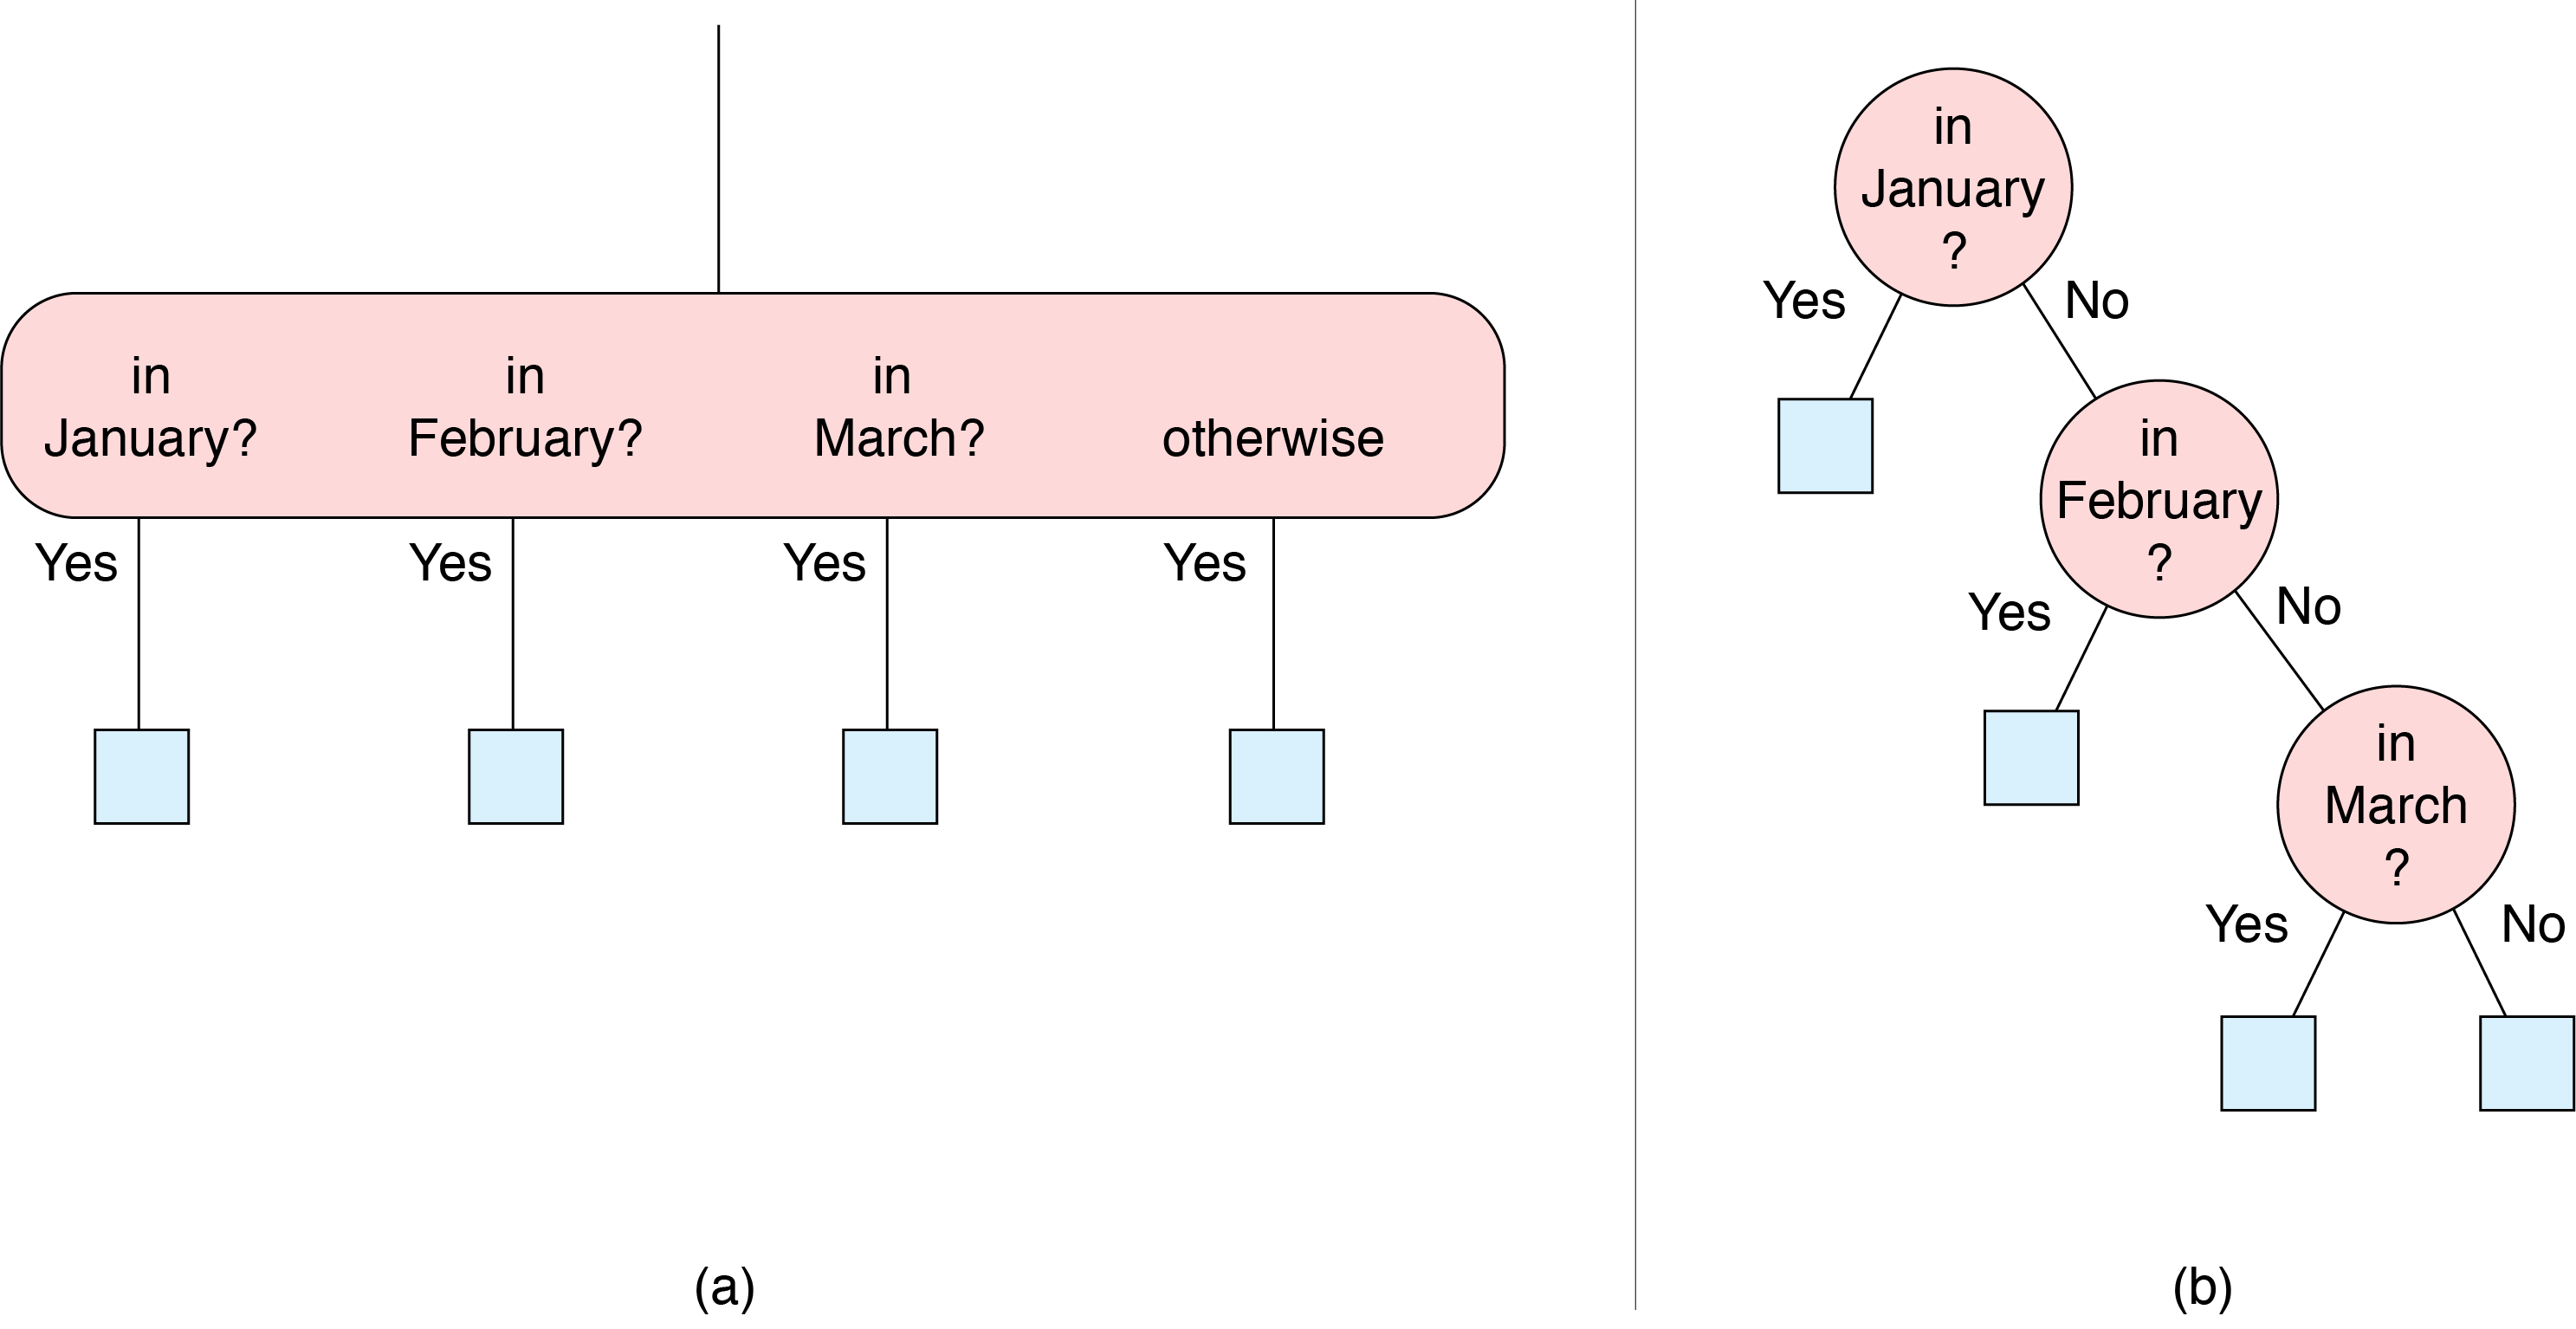 in
January?
in
February?
in
March?
otherwise
Yes
Yes
Yes
Yes
(a)
in
January
?
Yes
No
in
February
?
Yes
No
in
March
?
Yes
No
(b)